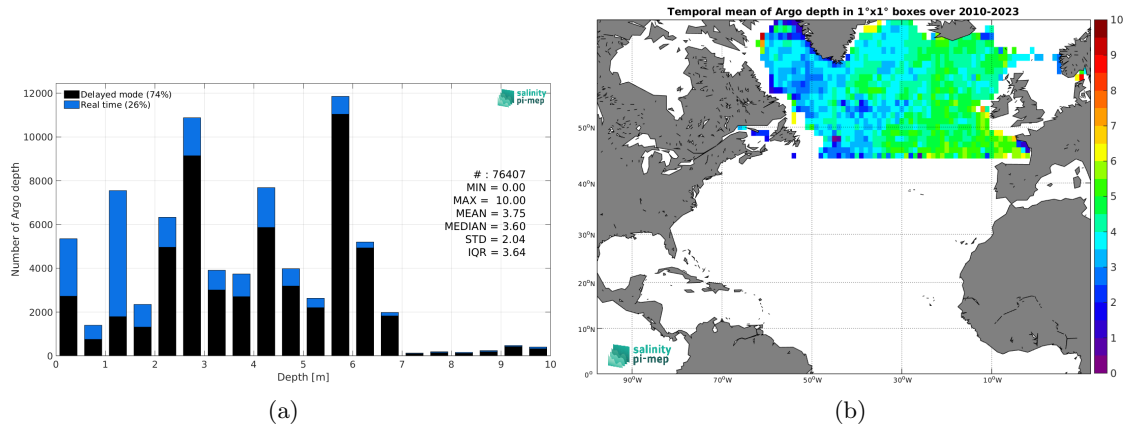 Delayed mode (74%)
Real time (26%)
salinity
pi-mep
12000
10000
8000
6000
4000
2000
0
Number of Argo depth
# : 76407
MIN = 0.00
MAX = 10.00
MEAN = 3.75
MEDIAN = 3.60
STD = 2.04
IQR = 3.64
0 1 2 3 4 5 6 7 8 9 10
Depth [m]
(a)
Temporal mean of Argo depth in 1°x1° boxes over 2010-2023
50°N
40°N
30°N
20°N
10°N
0°
90°W 70°W 50°W 30°W 10°W
salinity
pi-mep
10
9
8
7
6
5
4
3
2
1
0
(b)